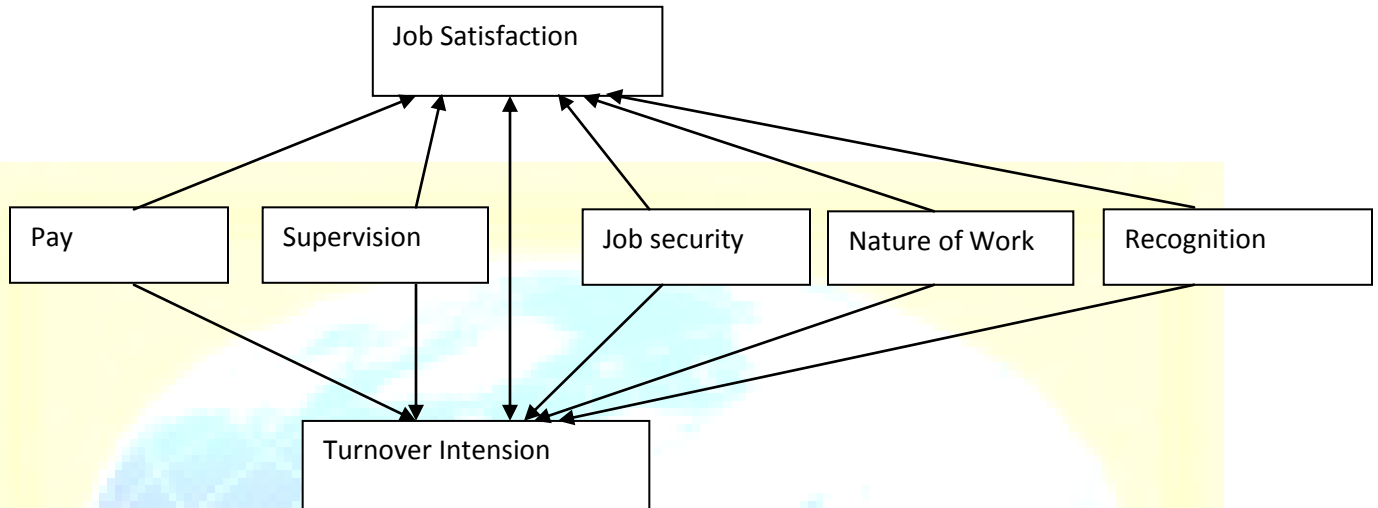 Job Satisfaction
Pay
Supervision
Job security
Nature of Work
Recognition
Turnover Intension